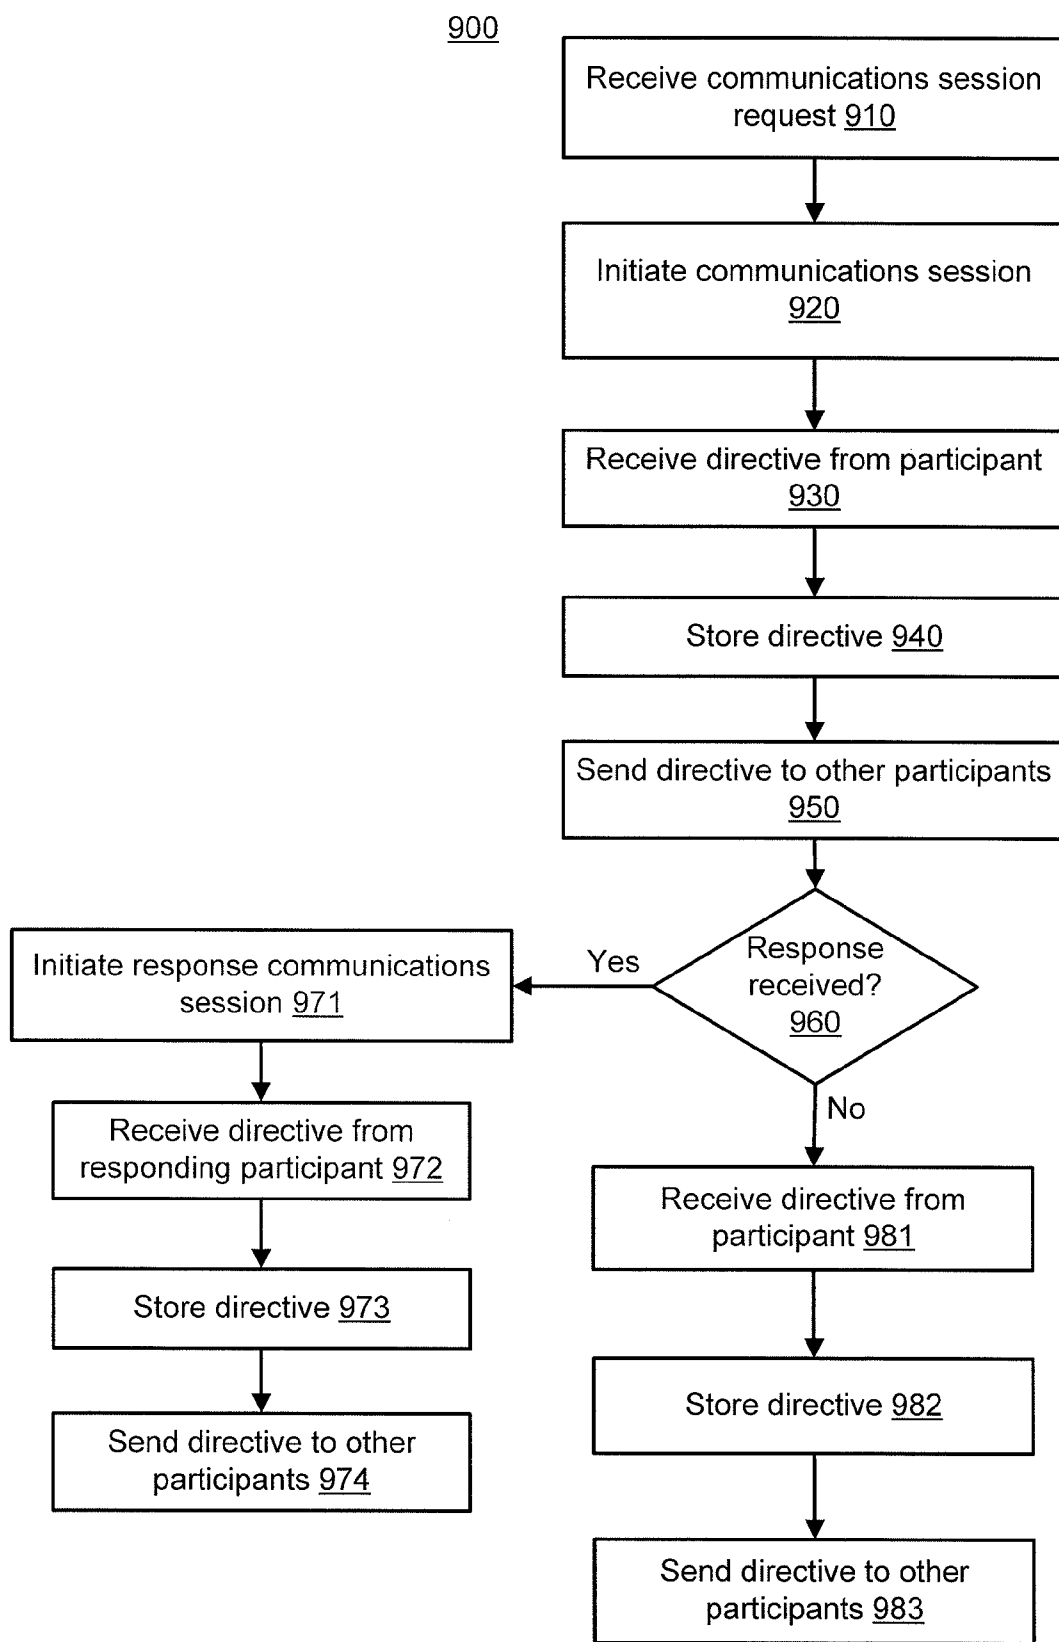 900
Receive communications session
request 910
Initiate communications session
920
Receive directive from participant
930
Store directive 940
Send directive to other participants
950
Response
received?
960
Yes
No
Initiate response communications
session 971
Receive directive from
responding participant 972
Store directive 973
Send directive to other
participants 974
Receive directive from
participant 981
Store directive 982
Send directive to other
participants 983